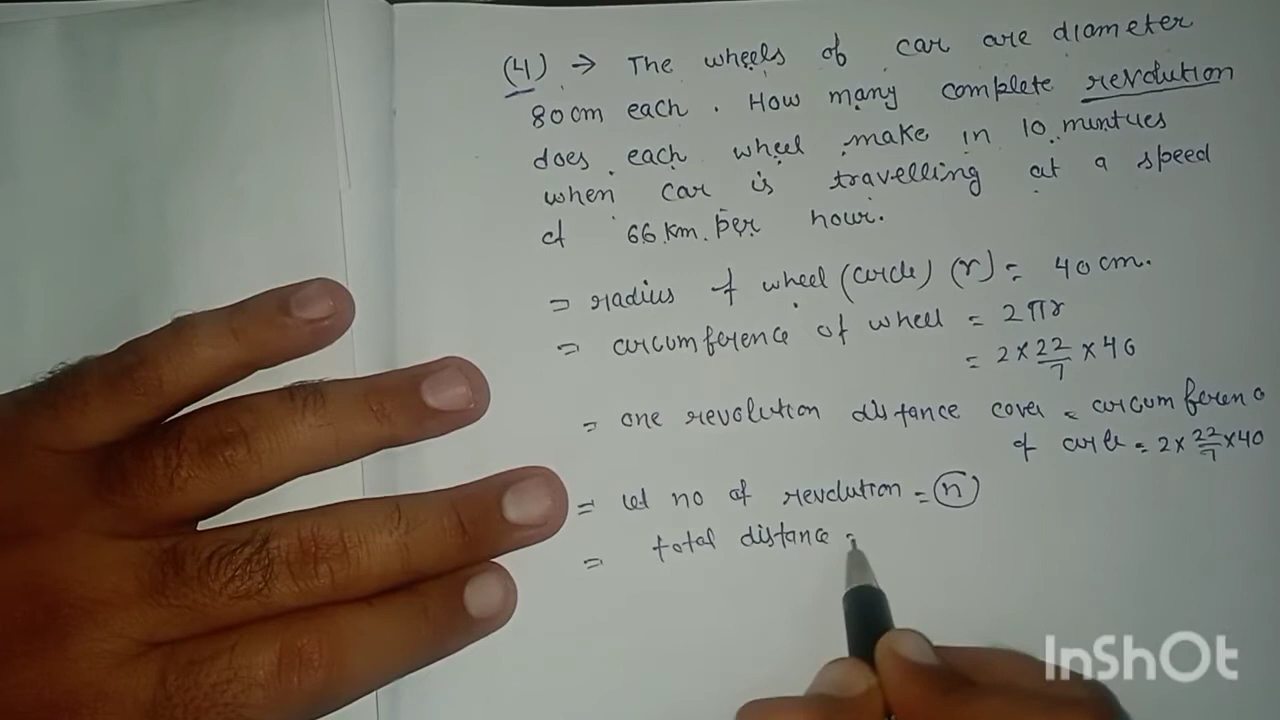 (4) → The wheels of car are diameter
80cm each. How many complete revolution
does each wheel make in 10 mintues
when car is travelling at a speed
of 66 km. per hour.
= radius of wheel (circle) (r) = 40 cm.
= circumference of wheel = 2πr
= 2 × 22/7 × 40
= one revolution distance cover = circumferenc
of circle = 2 × 22/7 × 40
= let no of revolution = (n)
= total distance =
InShOt